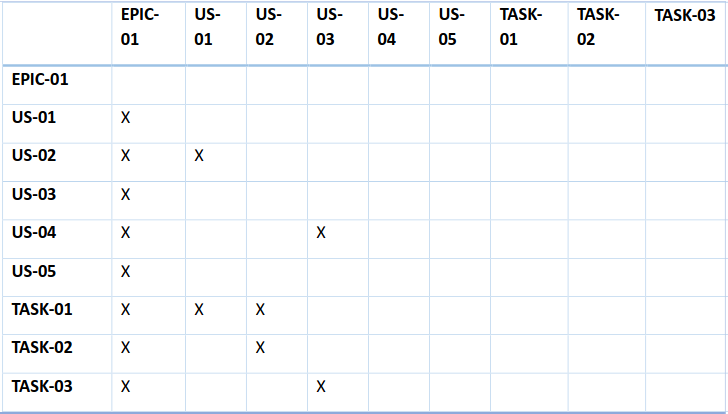 EPIC-01 US-01 US-02 US-03 US-04 US-05 TASK-01 TASK-02 TASK-03
EPIC-01
US-01 X
US-02 X X
US-03 X
US-04 X X
US-05 X
TASK-01 X X X
TASK-02 X X
TASK-03 X X